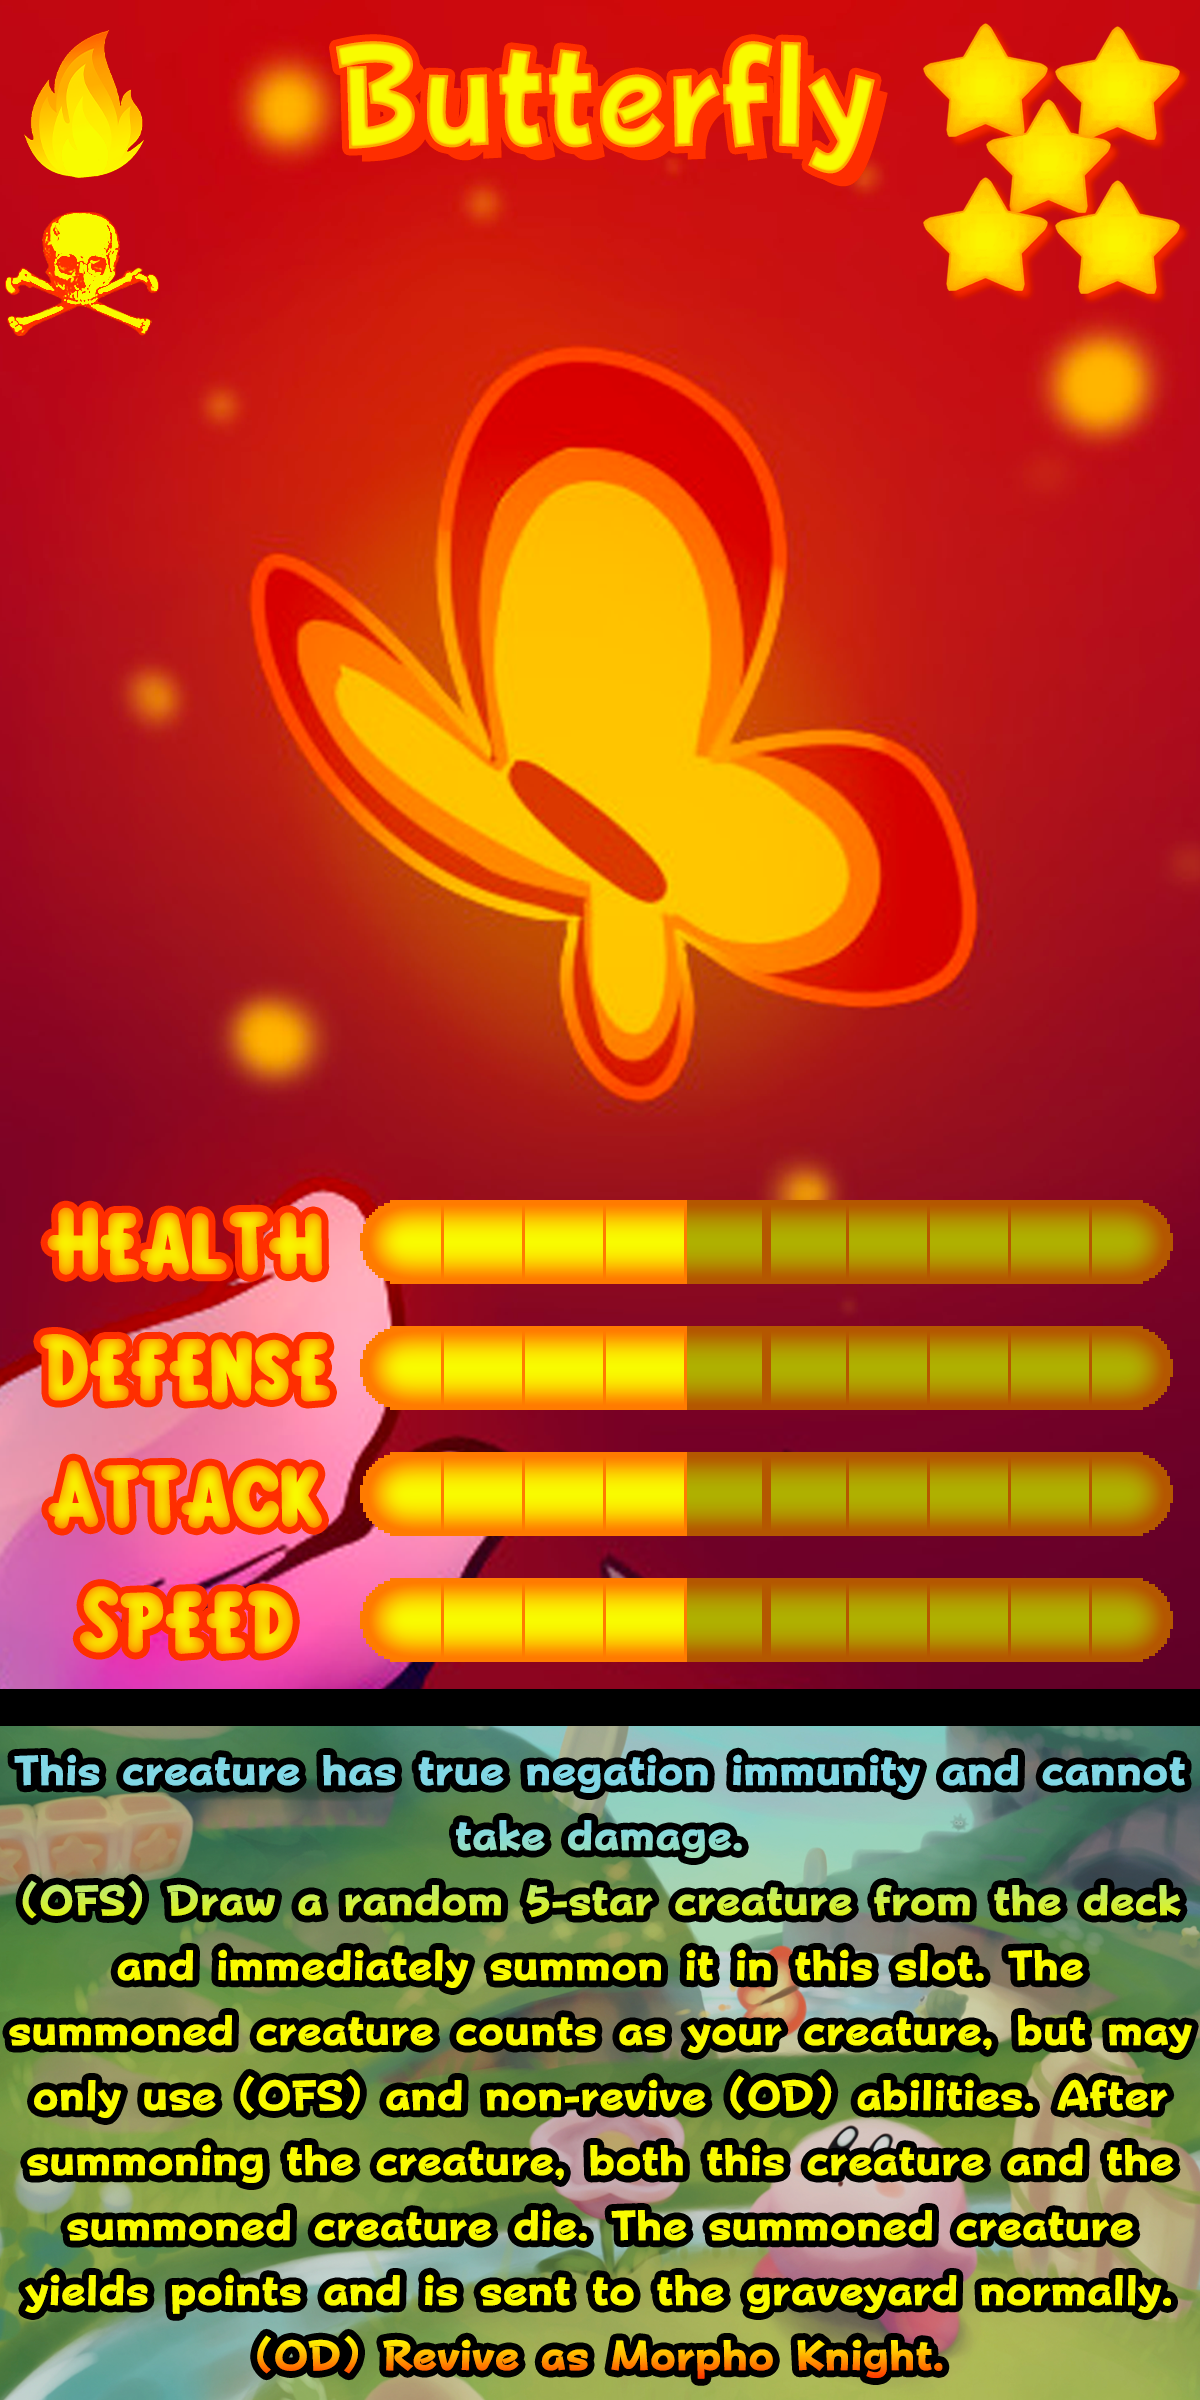 Butterfly
HEALTH
DEFENSE
ATTACK
SPEED
This creature has true negation immunity and cannot
take damage.
(OFS) Draw a random 5-star creature from the deck
and immediately summon it in this slot. The
summoned creature counts as your creature, but may
only use (OFS) and non-revive (OD) abilities. After
summoning the creature, both this creature and the
summoned creature die. The summoned creature
yields points and is sent to the graveyard normally.
(OD) Revive as Morpho Knight.